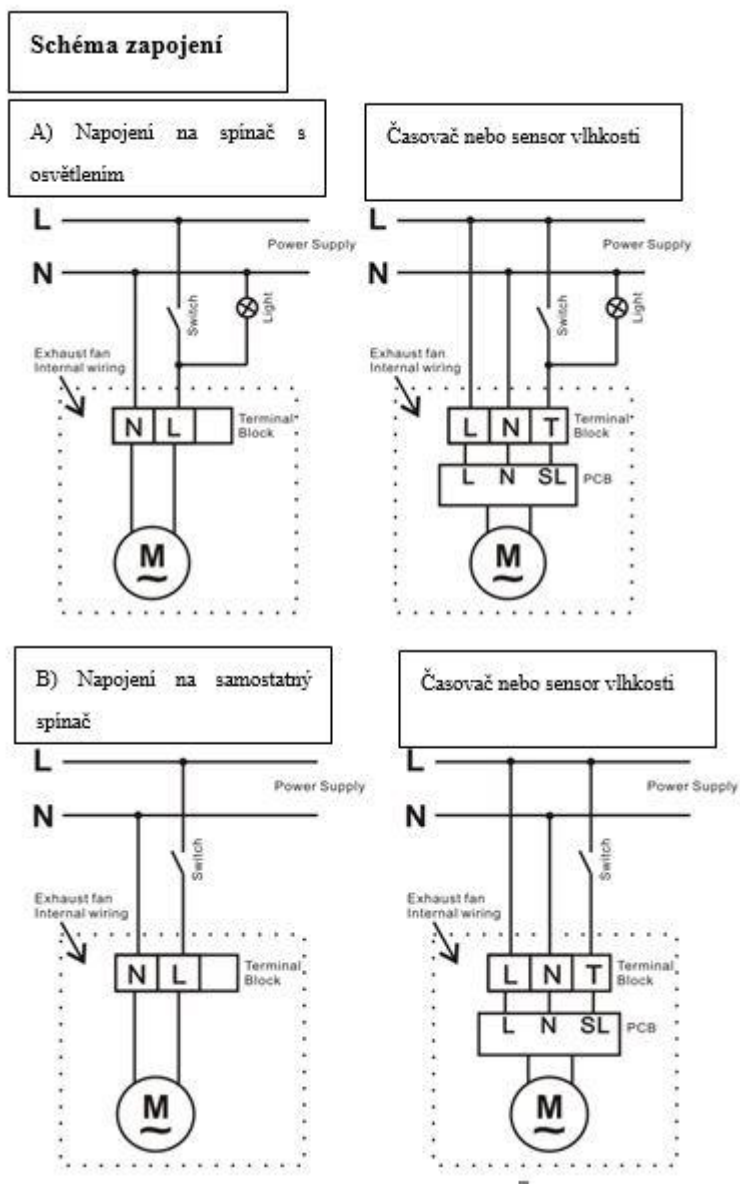 Schéma zapojení
A) Napojení na spínač s
osvětlením
Časovač nebo sensor vlhkosti
L
Power Supply
N
Switch
Light
Exhaust fan
Internal wiring
N L
Terminal
Block
M
~
L
Power Supply
N
Switch
Light
Exhaust fan
Internal wiring
L N T
Terminal
Block
L N SL
PCB
M
~
B) Napojení na samostatný
spínač
Časovač nebo sensor vlhkosti
L
Power Supply
N
Switch
Exhaust fan
Internal wiring
N L
Terminal
Block
M
~
L
Power Supply
N
Switch
Exhaust fan
Internal wiring
L N T
Terminal
Block
L N SL
PCB
M
~